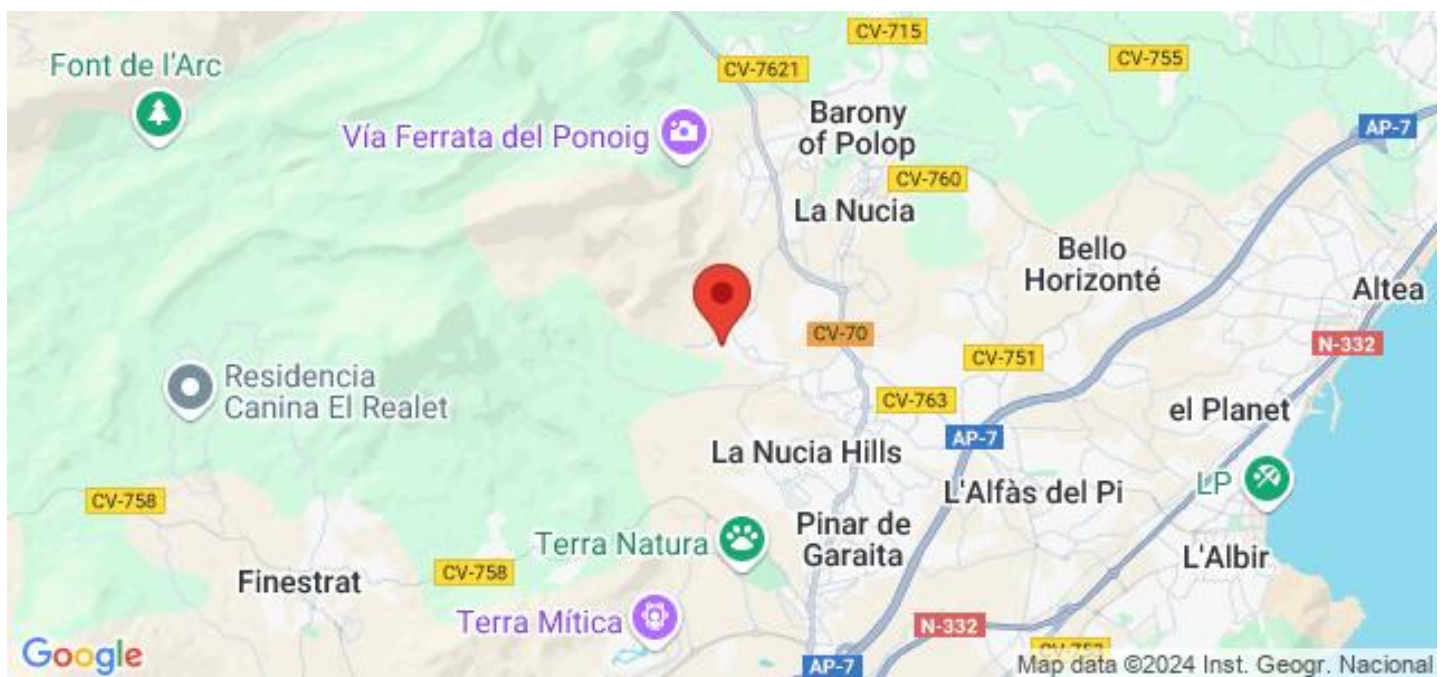 CV-715
Font de l'Arc
CV-7621
CV-755
Vía Ferrata del Ponoig
Barony
of Polop
AP-7
CV-760
La Nucia
Bello
Horizonté
Altea
CV-70
N-332
CV-751
Residencia
Canina El Realet
CV-763
el Planet
AP-7
La Nucia Hills
CV-758
L'Alfàs del Pi
LP
Pinar de
Garaita
Terra Natura
L'Albir
CV-758
Finestrat
Terra Mítica
N-332
CV-753
Google
AP-7
Map data ©2024 Inst. Geogr. Nacional